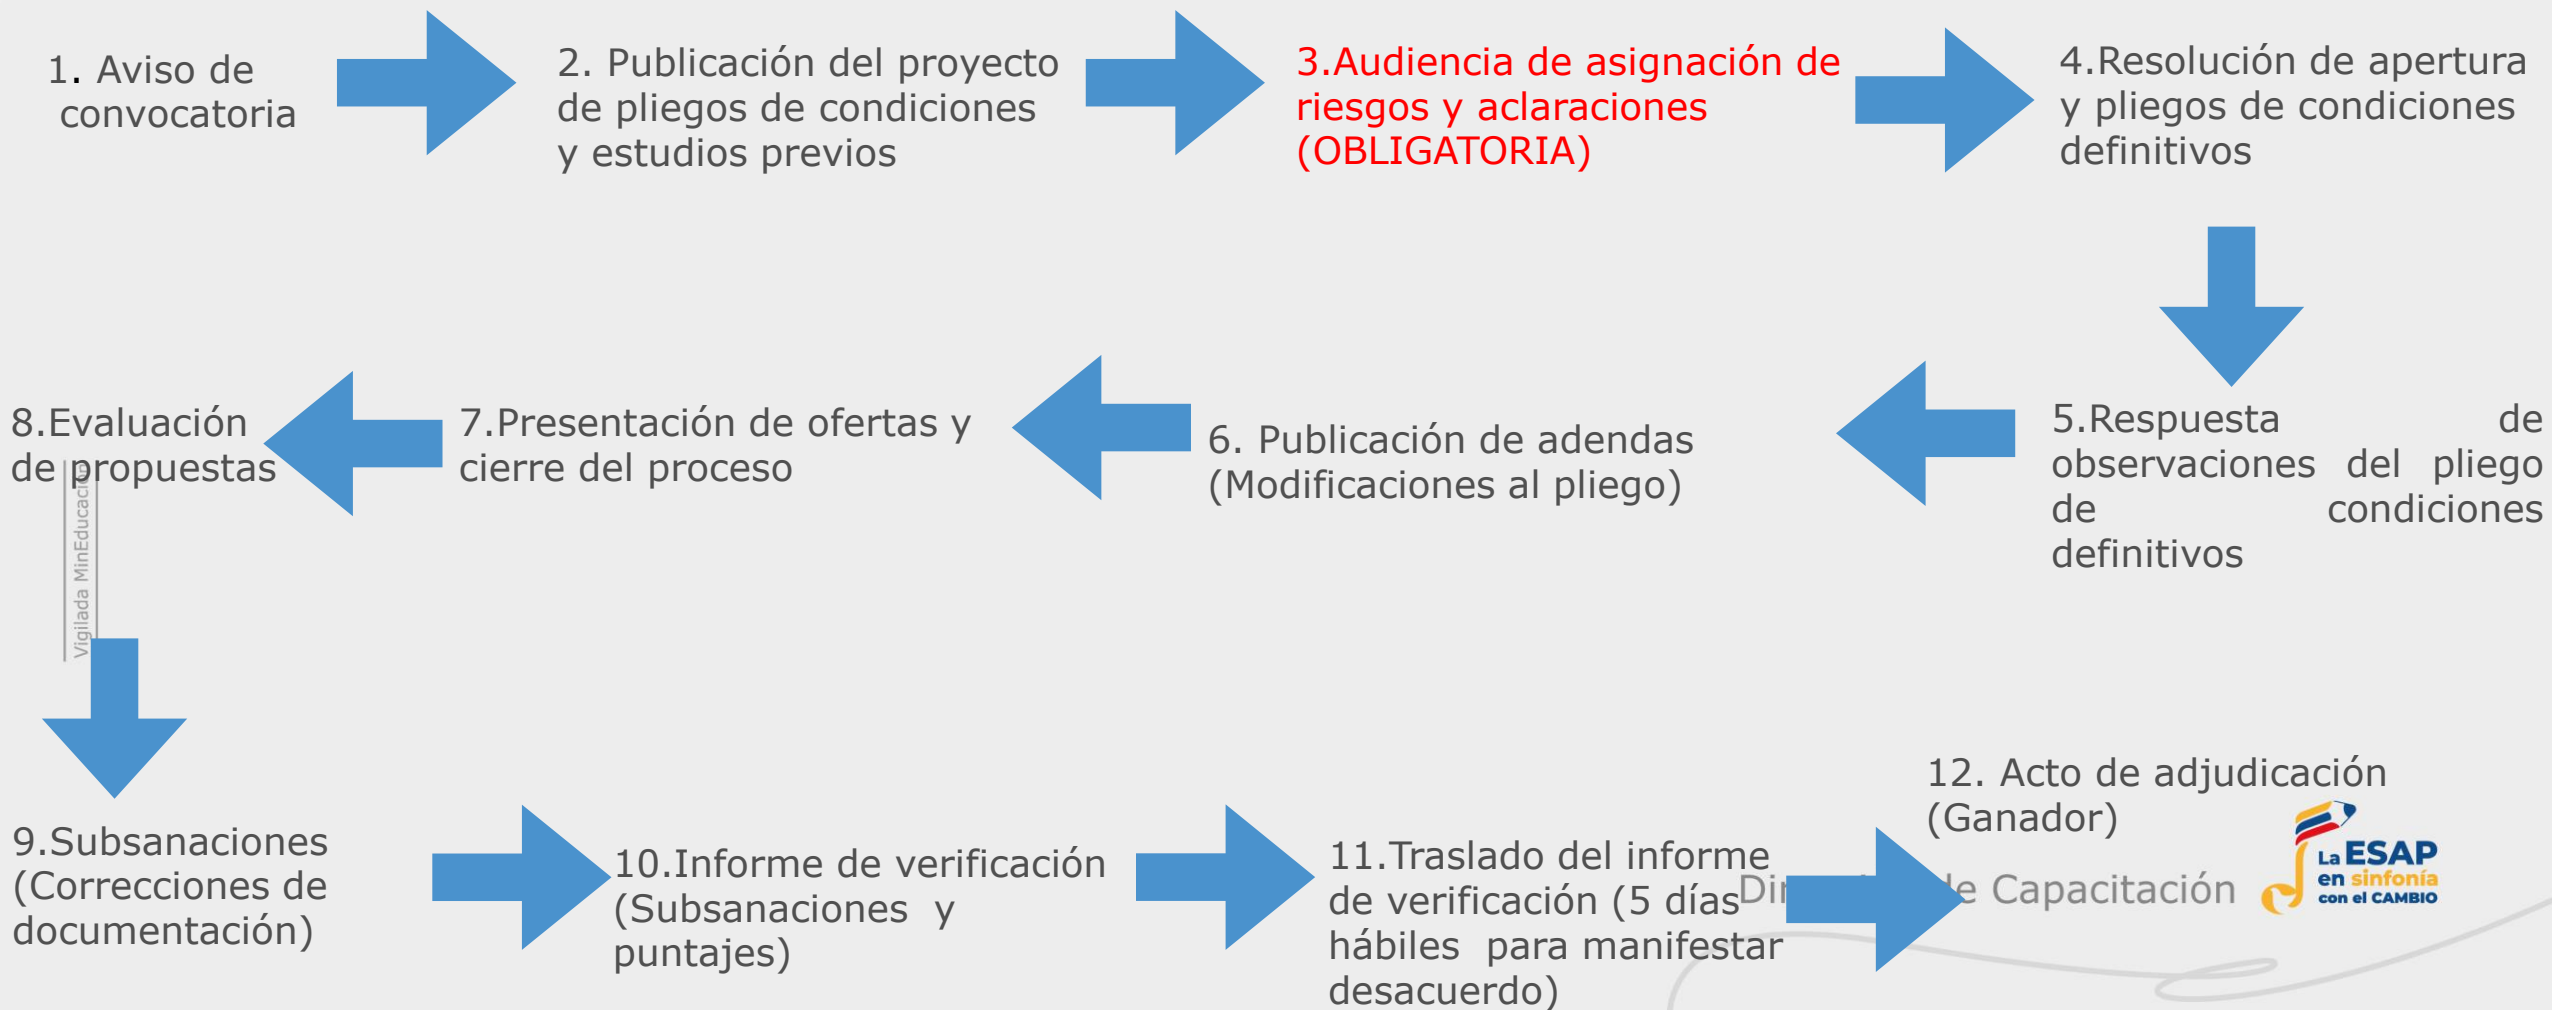 1. Aviso de
convocatoria
2. Publicación del proyecto
de pliegos de condiciones
y estudios previos
3.Audiencia de asignación de
riesgos y aclaraciones
(OBLIGATORIA)
4.Resolución de apertura
y pliegos de condiciones
definitivos
5.Respuesta de
observaciones del pliego
de condiciones
definitivos
6. Publicación de adendas
(Modificaciones al pliego)
7.Presentación de ofertas y
cierre del proceso
8.Evaluación
de propuestas
Vigilada MinEducación
9.Subsanaciones
(Correcciones de
documentación)
10.Informe de verificación
(Subsanaciones y
puntajes)
11.Traslado del informe
de verificación (5 días
hábiles para manifestar
desacuerdo)
12. Acto de adjudicación
(Ganador)
de Capacitación
La ESAP
en sinfonía
con el CAMBIO